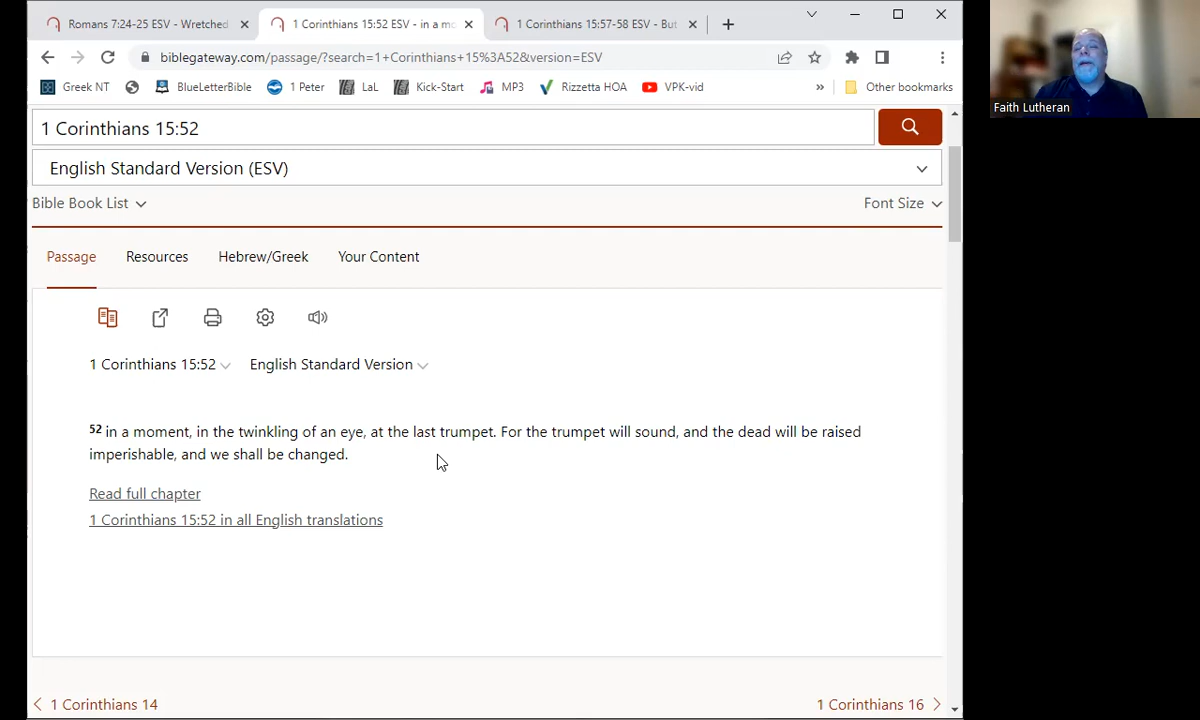 Romans 7:24-25 ESV - Wretched
1 Corinthians 15:52 ESV - in a mo
1 Corinthians 15:57-58 ESV - But
biblegateway.com/passage/?search=1+Corinthians+15%3A52&version=ESV
Greek NT BlueLetterBible 1 Peter LaL Kick-Start MP3 Rizzetta HOA VPK-vid » Other bookmarks
Faith Lutheran
1 Corinthians 15:52
English Standard Version (ESV)
Bible Book List Font Size
Passage Resources Hebrew/Greek Your Content
1 Corinthians 15:52 English Standard Version
52 in a moment, in the twinkling of an eye, at the last trumpet. For the trumpet will sound, and the dead will be raised
imperishable, and we shall be changed.
Read full chapter
1 Corinthians 15:52 in all English translations
1 Corinthians 14 1 Corinthians 16